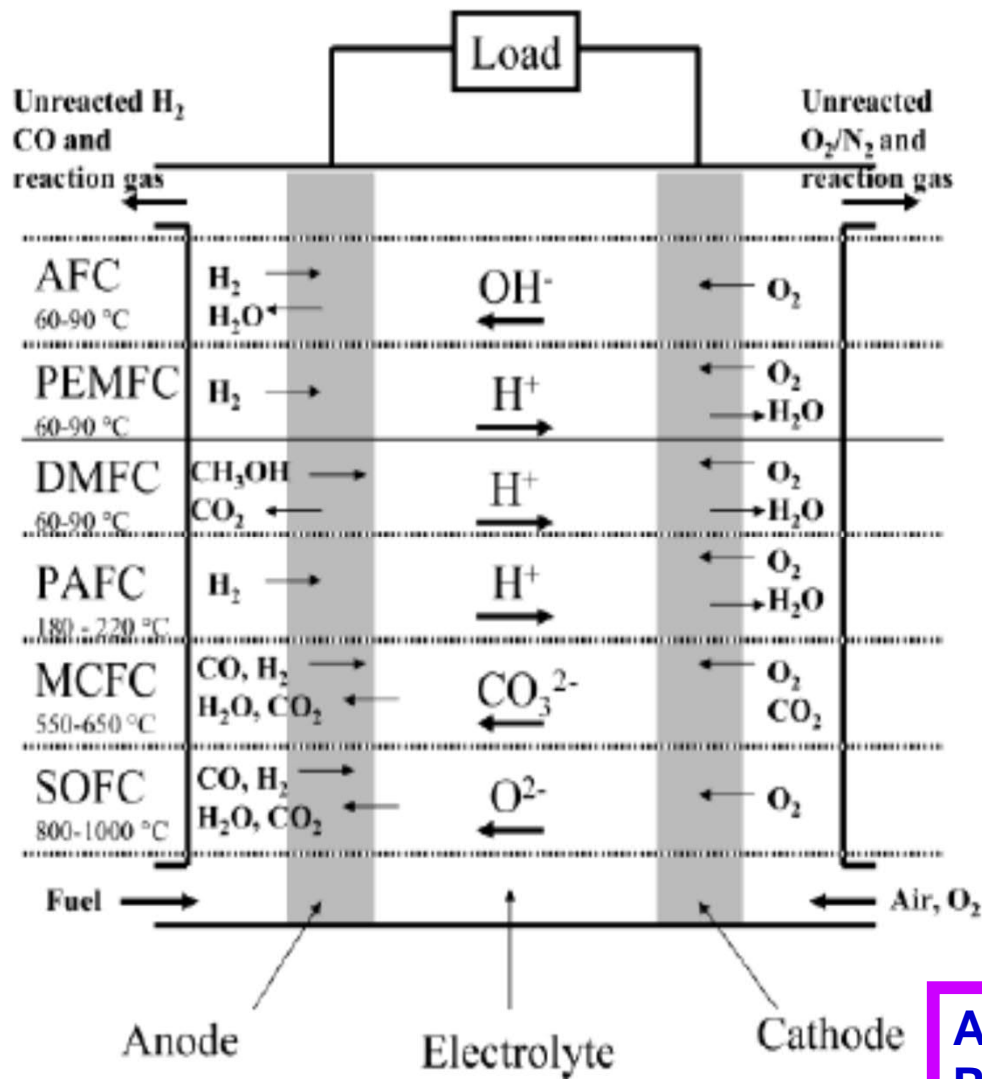 Load
Unreacted H₂
CO and
reaction gas
Unreacted
O₂/N₂ and
reaction gas
AFC
60-90 °C
H₂
H₂O
OH⁻
O₂
PEMFC
60-90 °C
H₂
H⁺
O₂
H₂O
DMFC
60-90 °C
CH₃OH
CO₂
H⁺
O₂
H₂O
PAFC
180 - 220 °C
H₂
H⁺
O₂
H₂O
MCFC
550-650 °C
CO, H₂
H₂O, CO₂
CO₃²⁻
O₂
CO₂
SOFC
800-1000 °C
CO, H₂
H₂O, CO₂
O²⁻
O₂
Fuel
Air, O₂
Anode
Electrolyte
Cathode
A